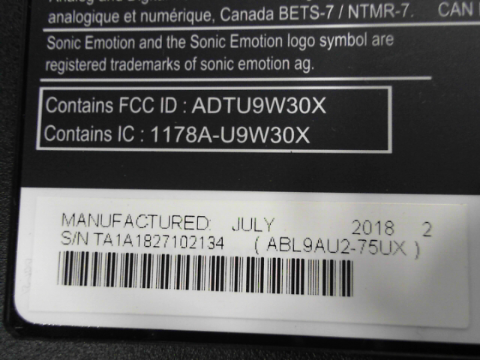 analogique et numérique, Canada BETS-7 / NTMR-7. CAN
Sonic Emotion and the Sonic Emotion logo symbol are
registered trademarks of sonic emotion ag.
Contains FCC ID : ADTU9W30X
Contains IC : 1178A-U9W30X
MANUFACTURED: JULY 2018 2
S/N TA1A1827102134 ( ABL9AU2-75UX )